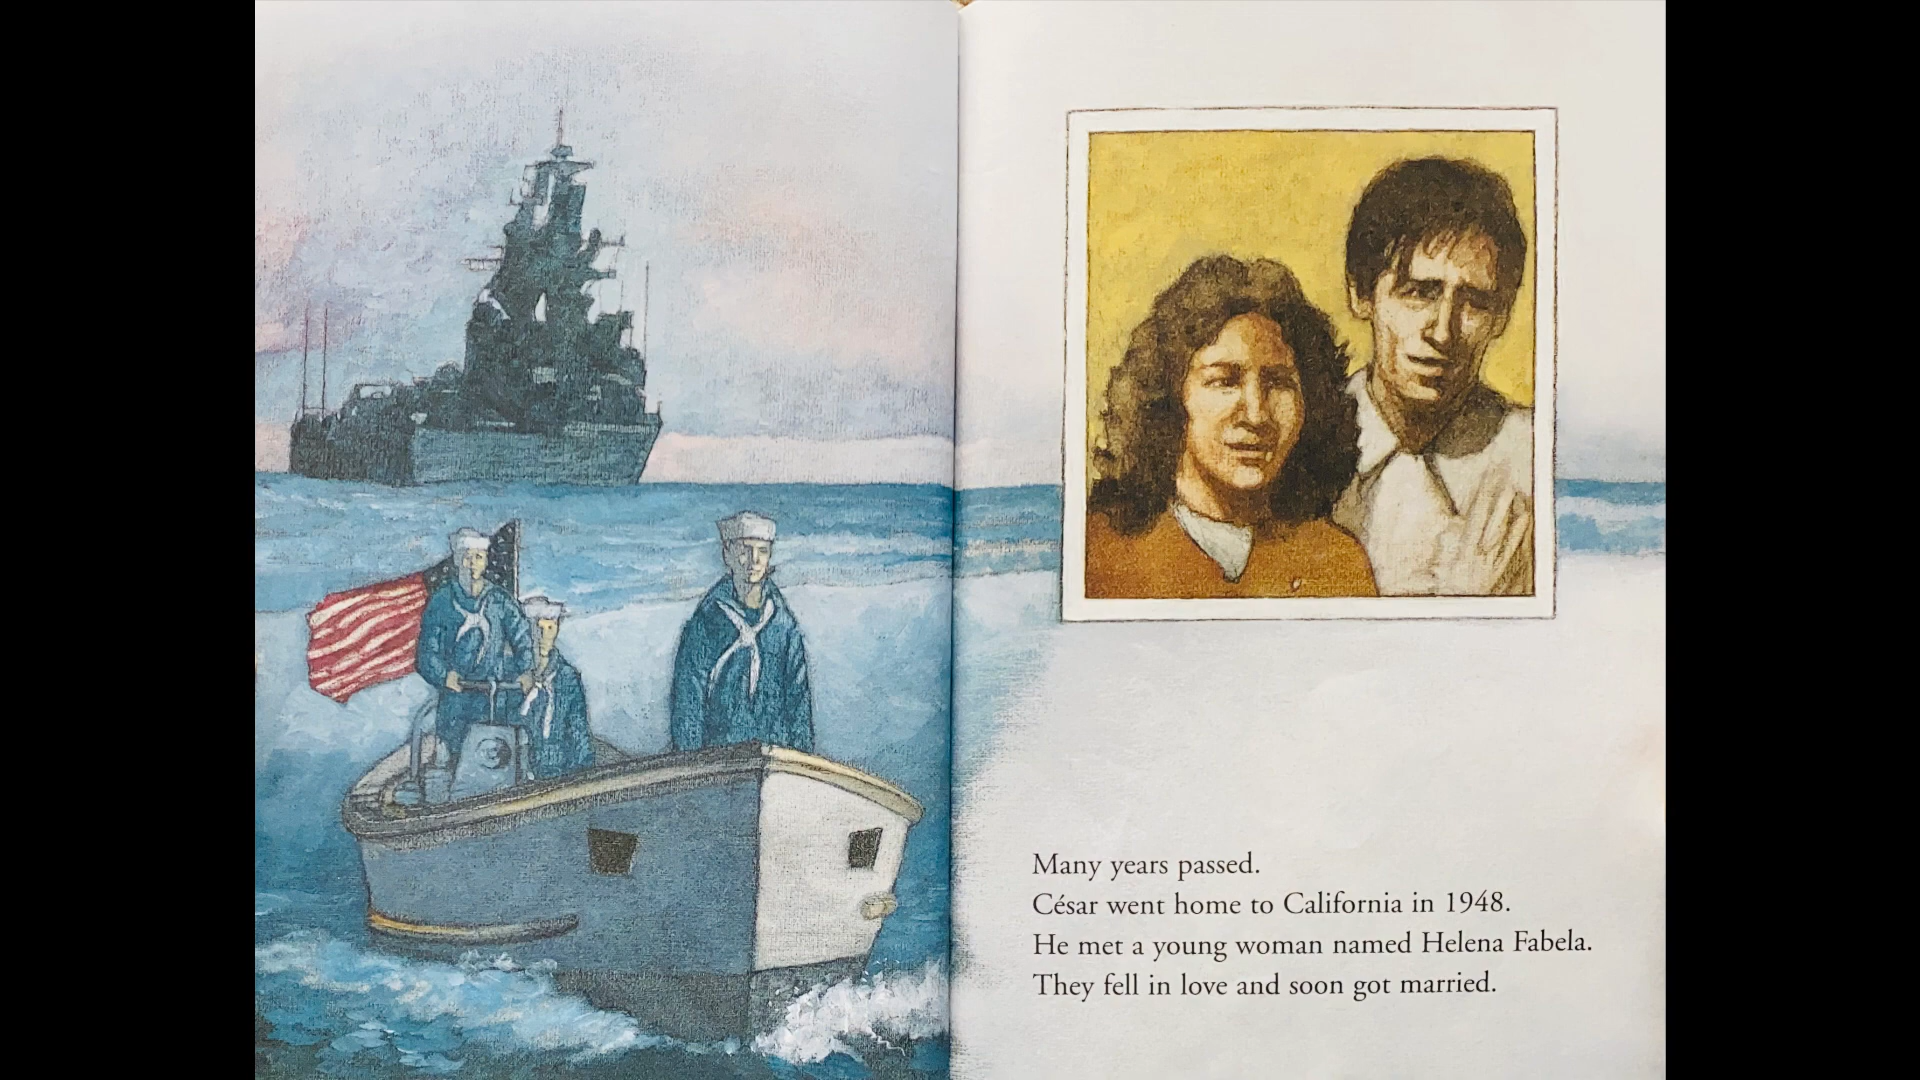 Many years passed.
César went home to California in 1948.
He met a young woman named Helena Fabela.
They fell in love and soon got married.